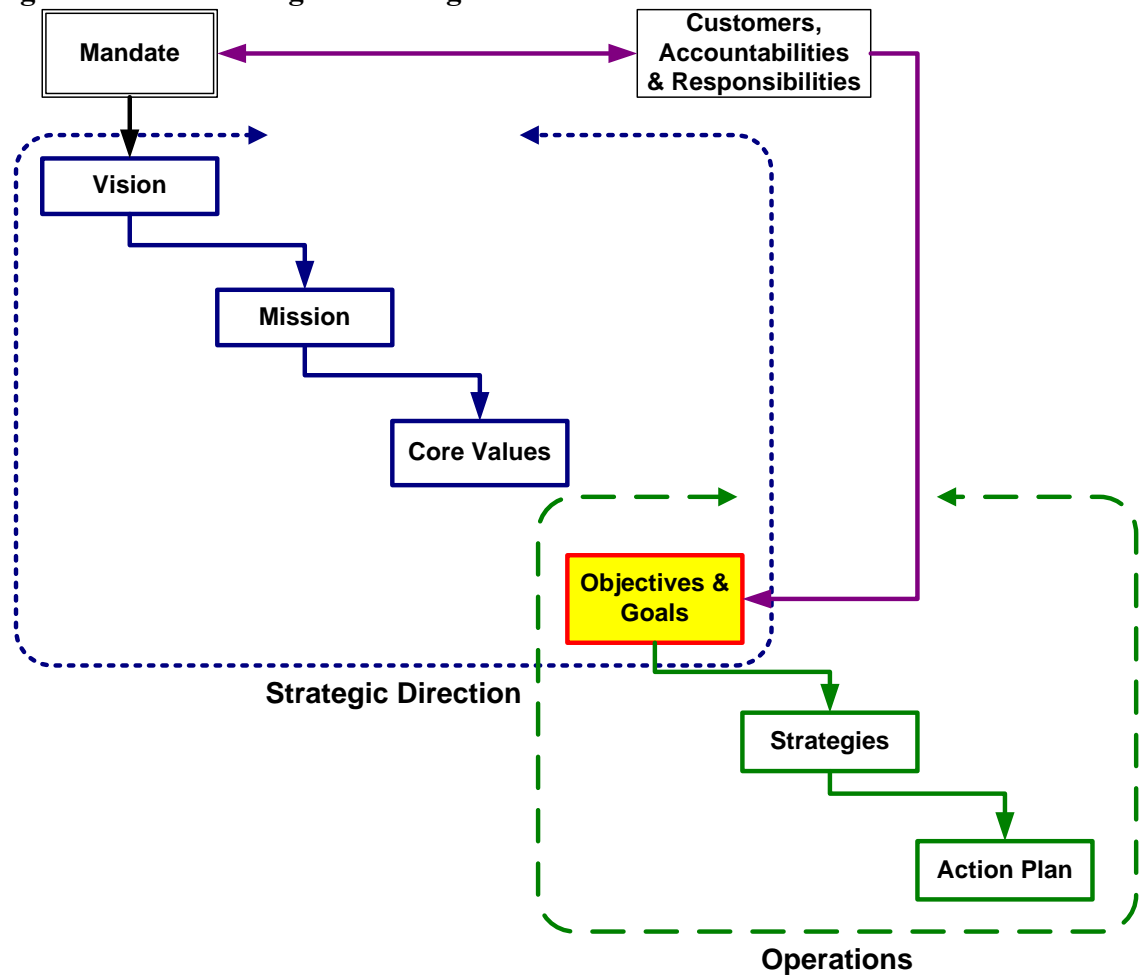 Mandate
Customers,
Accountabilities
& Responsibilities
Vision
Mission
Core Values
Objectives &
Goals
Strategic Direction
Strategies
Action Plan
Operations